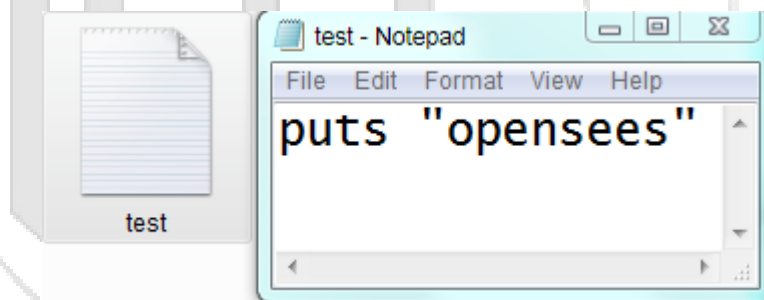 test
test - Notepad
File Edit Format View Help
puts "opensees"